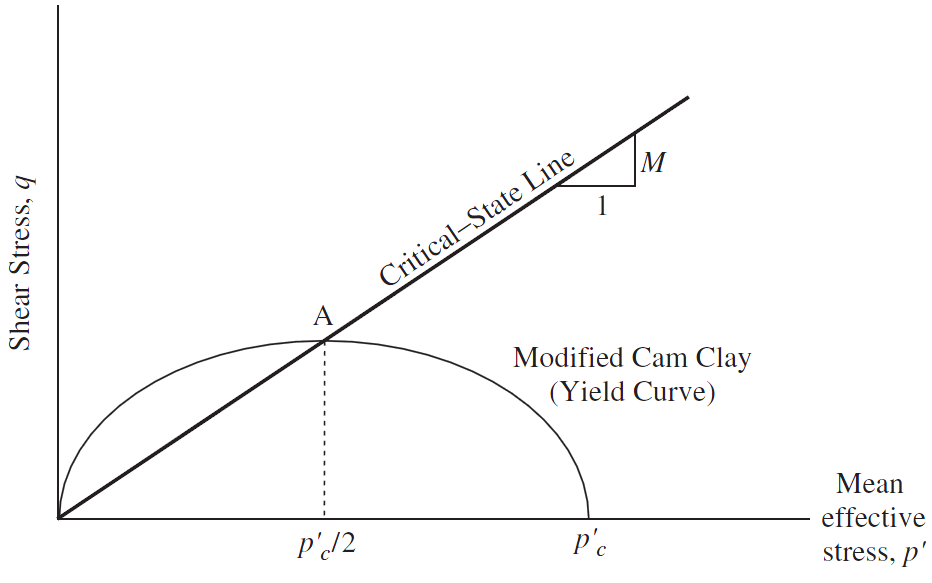 Shear Stress, q
Critical–State Line
M
1
A
Modified Cam Clay
(Yield Curve)
p′c/2
p′c
Mean
effective
stress, p′